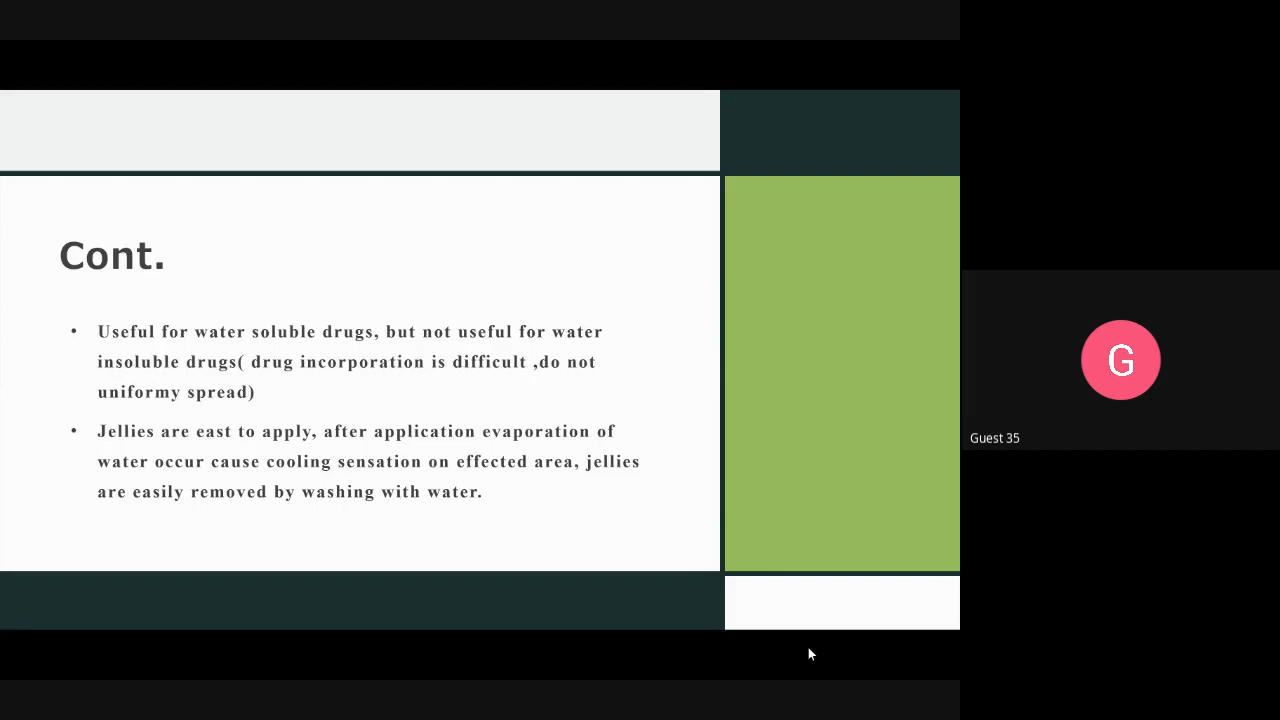 Cont.
• Useful for water soluble drugs, but not useful for water
insoluble drugs( drug incorporation is difficult ,do not
uniformy spread)
• Jellies are east to apply, after application evaporation of
water occur cause cooling sensation on effected area, jellies
are easily removed by washing with water.
G
Guest 35